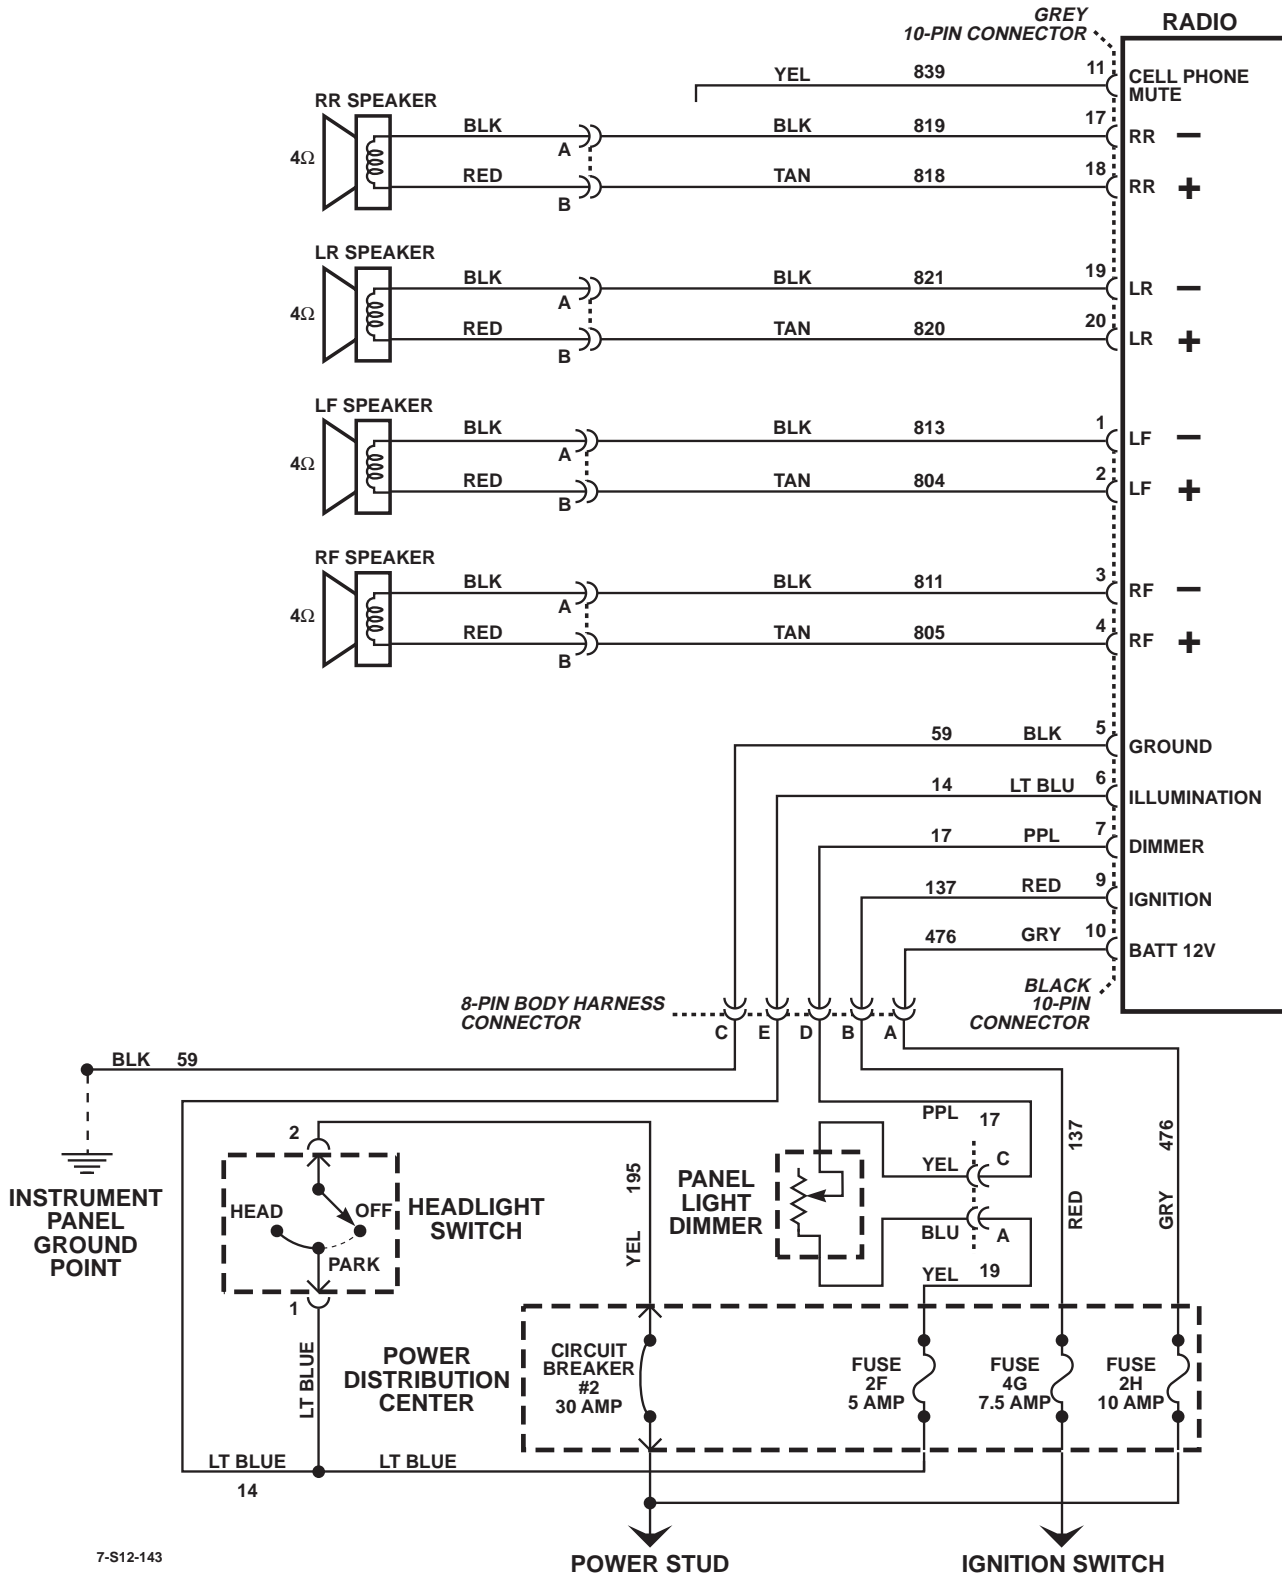 GREY
10-PIN CONNECTOR
RADIO
YEL 839 11
CELL PHONE
MUTE
RR SPEAKER
4Ω
BLK A BLK 819 17 RR −
RED B TAN 818 18 RR +
LR SPEAKER
4Ω
BLK A BLK 821 19 LR −
RED B TAN 820 20 LR +
LF SPEAKER
4Ω
BLK A BLK 813 1 LF −
RED B TAN 804 2 LF +
RF SPEAKER
4Ω
BLK A BLK 811 3 RF −
RED B TAN 805 4 RF +
59 BLK 5 GROUND
14 LT BLU 6 ILLUMINATION
17 PPL 7 DIMMER
137 RED 9 IGNITION
476 GRY 10 BATT 12V
BLACK
10-PIN
CONNECTOR
8-PIN BODY HARNESS
CONNECTOR
C E D B A
BLK 59
INSTRUMENT
PANEL
GROUND
POINT
2
HEAD
OFF
PARK
1
HEADLIGHT
SWITCH
195
YEL
PANEL
LIGHT
DIMMER
PPL 17
YEL C
BLU A
YEL 19
137
RED
476
GRY
LT BLUE
POWER
DISTRIBUTION
CENTER
CIRCUIT
BREAKER
#2
30 AMP
FUSE
2F
5 AMP
FUSE
4G
7.5 AMP
FUSE
2H
10 AMP
LT BLUE
14
LT BLUE
POWER STUD
IGNITION SWITCH
7-S12-143